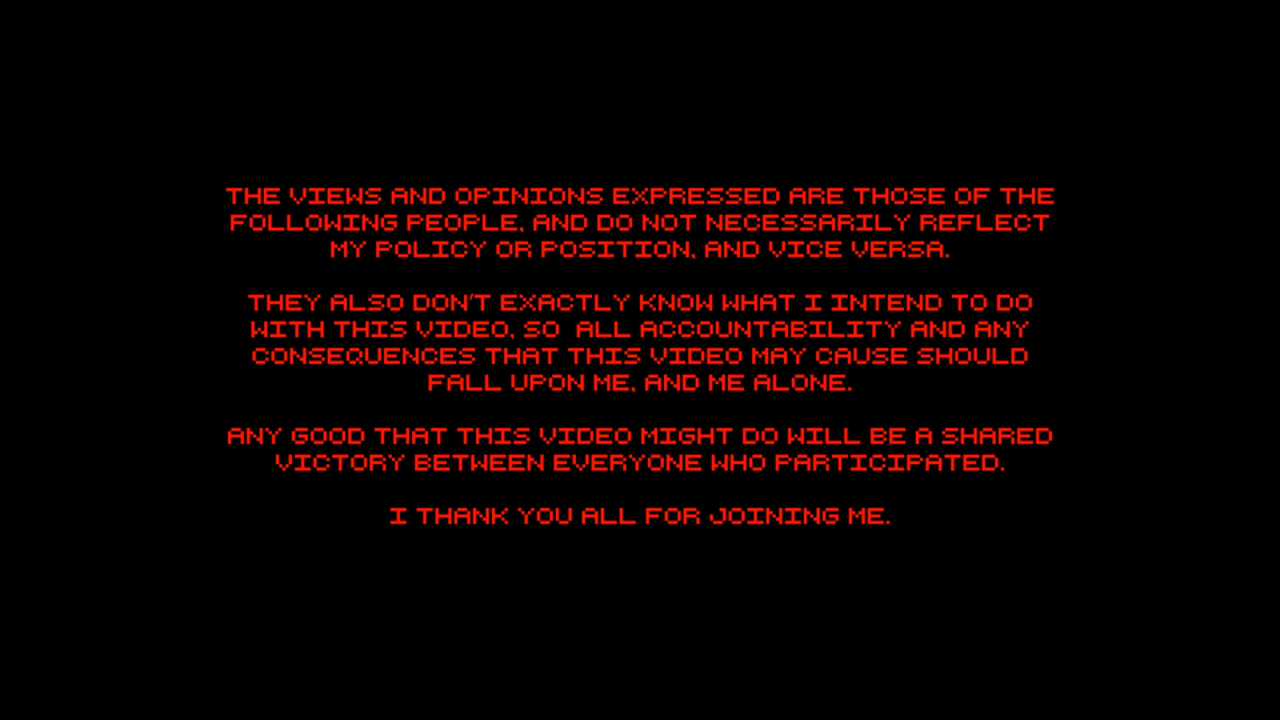 THE VIEWS AND OPINIONS EXPRESSED ARE THOSE OF THE
FOLLOWING PEOPLE, AND DO NOT NECESSARILY REFLECT
MY POLICY OR POSITION, AND VICE VERSA.
THEY ALSO DON'T EXACTLY KNOW WHAT I INTEND TO DO
WITH THIS VIDEO, SO ALL ACCOUNTABILITY AND ANY
CONSEQUENCES THAT THIS VIDEO MAY CAUSE SHOULD
FALL UPON ME, AND ME ALONE.
ANY GOOD THAT THIS VIDEO MIGHT DO WILL BE A SHARED
VICTORY BETWEEN EVERYONE WHO PARTICIPATED.
I THANK YOU ALL FOR JOINING ME.